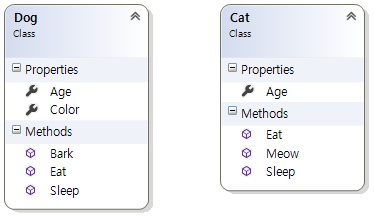 Dog
Class
Properties
Age
Color
Methods
Bark
Eat
Sleep
Cat
Class
Properties
Age
Methods
Eat
Meow
Sleep